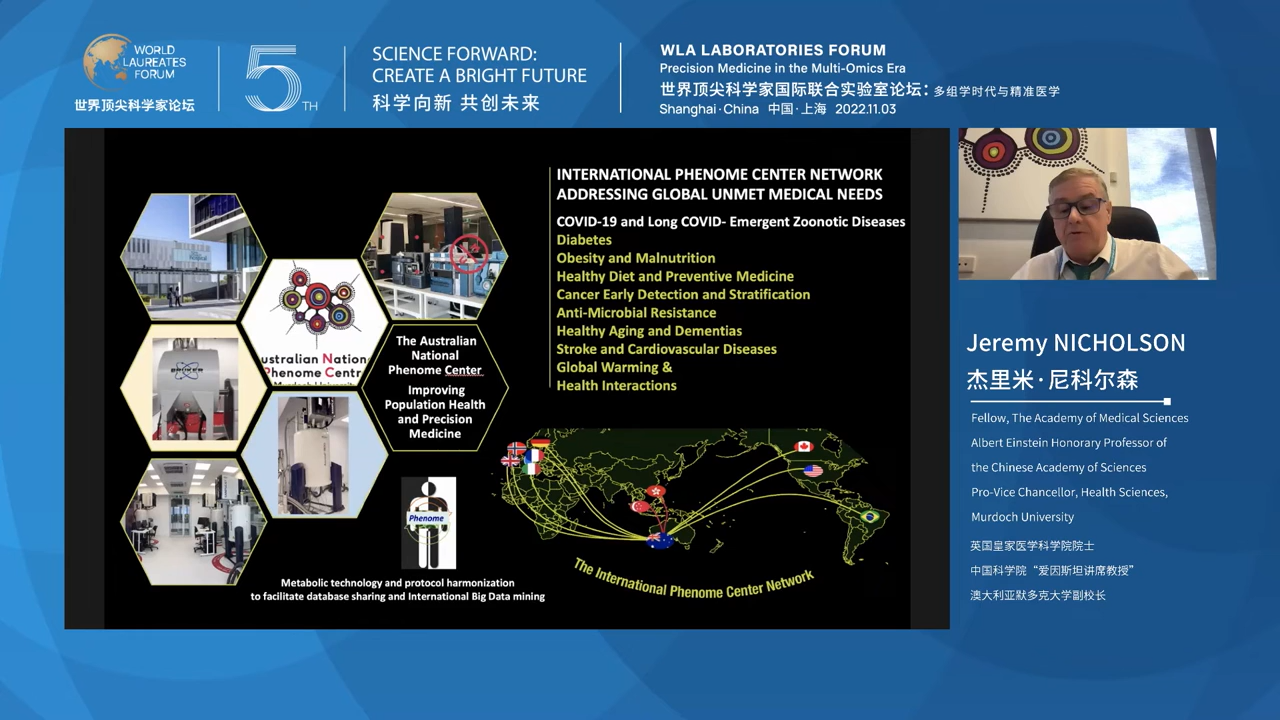 WORLD
LAUREATES
FORUM
世界顶尖科学家论坛
5TH
SCIENCE FORWARD:
CREATE A BRIGHT FUTURE
科学向新 共创未来
WLA LABORATORIES FORUM
Precision Medicine in the Multi-Omics Era
世界顶尖科学家国际联合实验室论坛：多组学时代与精准医学
Shanghai·China 中国·上海 2022.11.03
INTERNATIONAL PHENOME CENTER NETWORK
ADDRESSING GLOBAL UNMET MEDICAL NEEDS
COVID-19 and Long COVID- Emergent Zoonotic Diseases
Diabetes
Obesity and Malnutrition
Healthy Diet and Preventive Medicine
Cancer Early Detection and Stratification
Anti-Microbial Resistance
Healthy Aging and Dementias
Stroke and Cardiovascular Diseases
Global Warming &
Health Interactions
ustralian Nation
Phenome Centr
Murdoch Universit
BRUKER
The Australian
National
Phenome Center
Improving
Population Health
and Precision
Medicine
Phenome
Metabolic technology and protocol harmonization
to facilitate database sharing and International Big Data mining
The International Phenome Center Network
Jeremy NICHOLSON
杰里米·尼科尔森
Fellow, The Academy of Medical Sciences
Albert Einstein Honorary Professor of
the Chinese Academy of Sciences
Pro-Vice Chancellor, Health Sciences,
Murdoch University
英国皇家医学科学院院士
中国科学院“爱因斯坦讲席教授”
澳大利亚默多克大学副校长